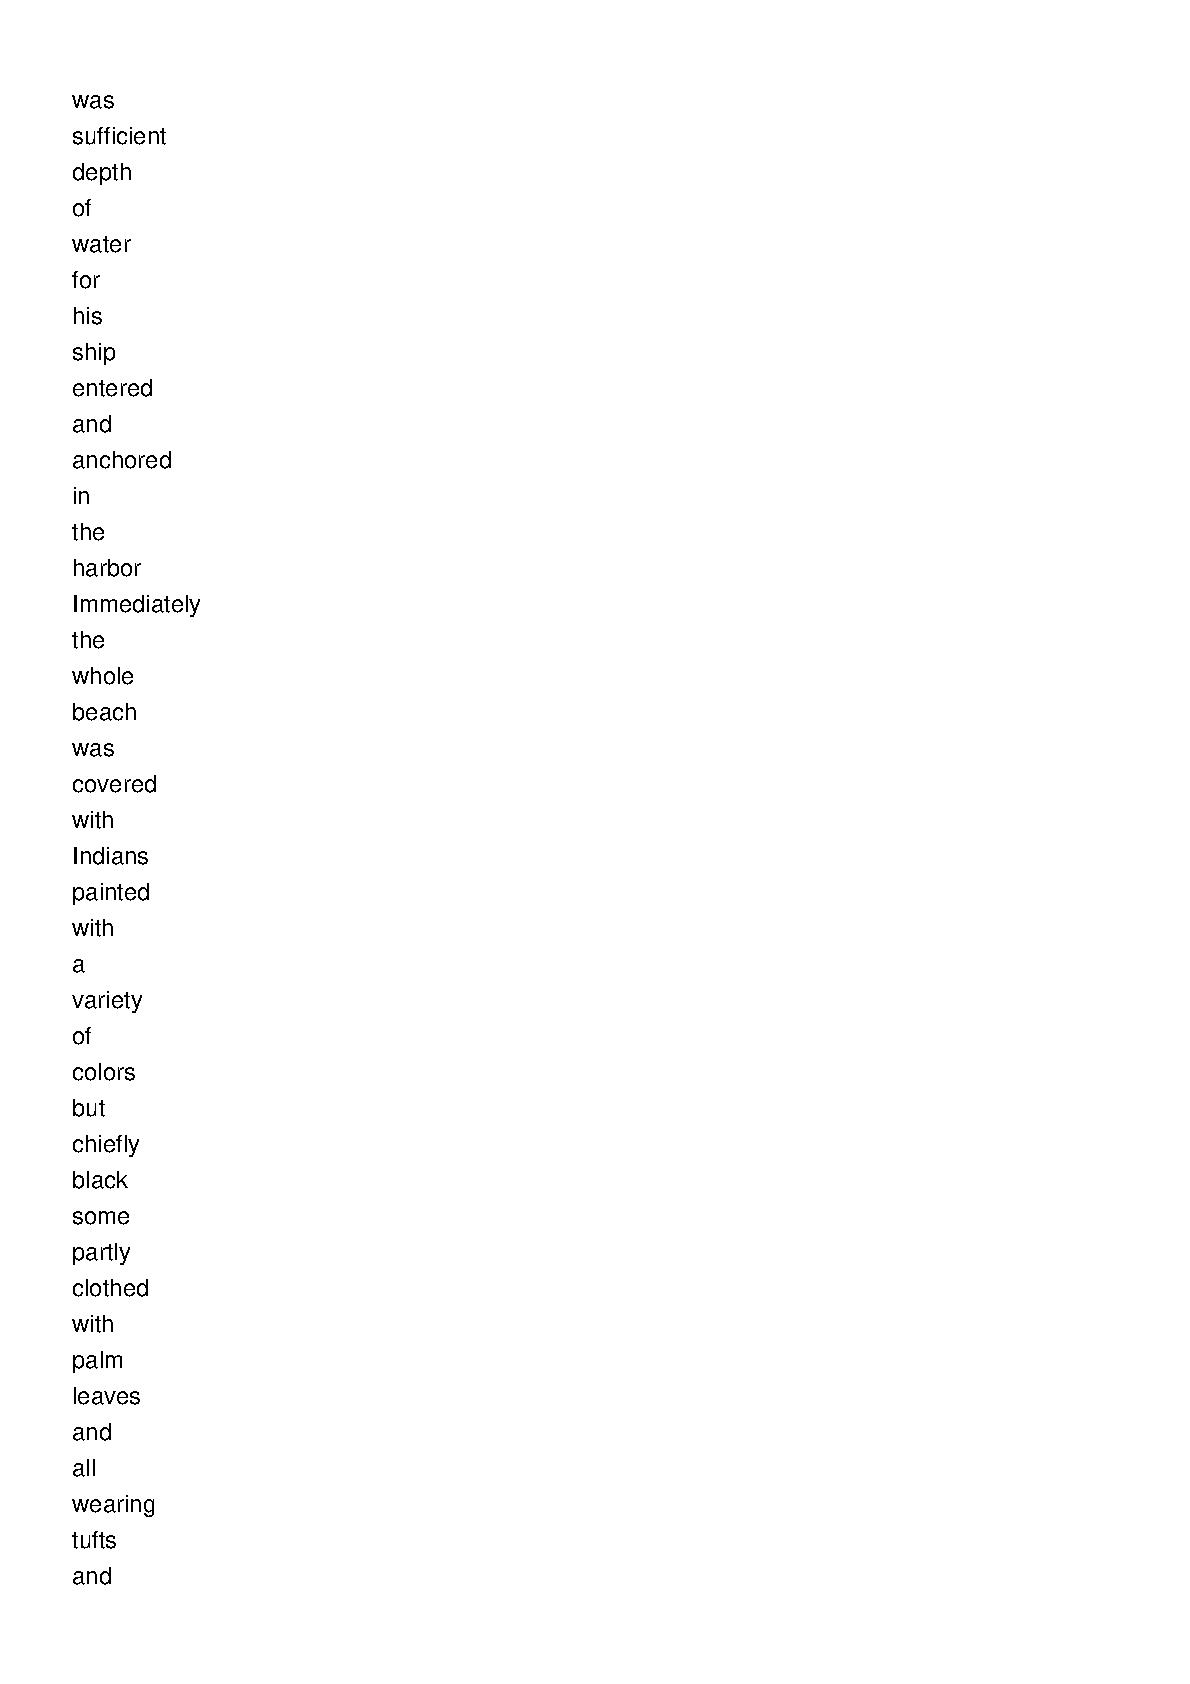 was
sufficient
depth
of
water
for
his
ship
entered
and
anchored
in
the
harbor
Immediately
the
whole
beach
was
covered
with
Indians
painted
with
a
variety
of
colors
but
chiefly
black
some
partly
clothed
with
palm
leaves
and
all
wearing
tufts
and